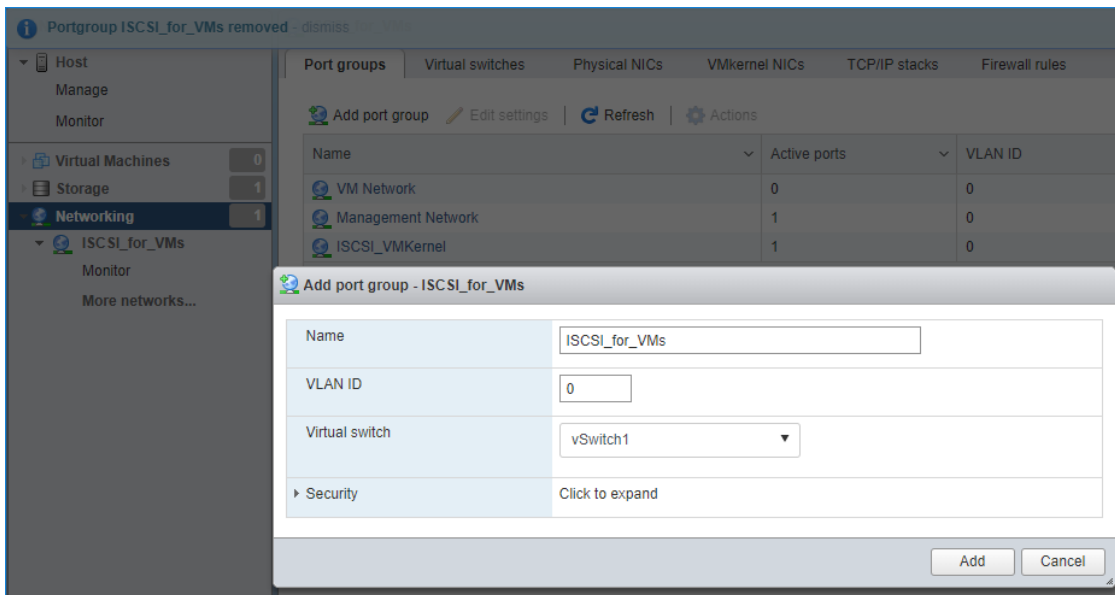 Portgroup ISCSI_for_VMs removed - dismiss
Host
Manage
Monitor
Virtual Machines 0
Storage 1
Networking 1
ISCSI_for_VMs
Monitor
More networks...
Port groups Virtual switches Physical NICs VMkernel NICs TCP/IP stacks Firewall rules
Add port group Edit settings Refresh Actions
Name Active ports VLAN ID
VM Network 0 0
Management Network 1 0
ISCSI_VMKernel 1 0
Add port group - ISCSI_for_VMs
Name ISCSI_for_VMs
VLAN ID 0
Virtual switch vSwitch1
Security Click to expand
Add Cancel